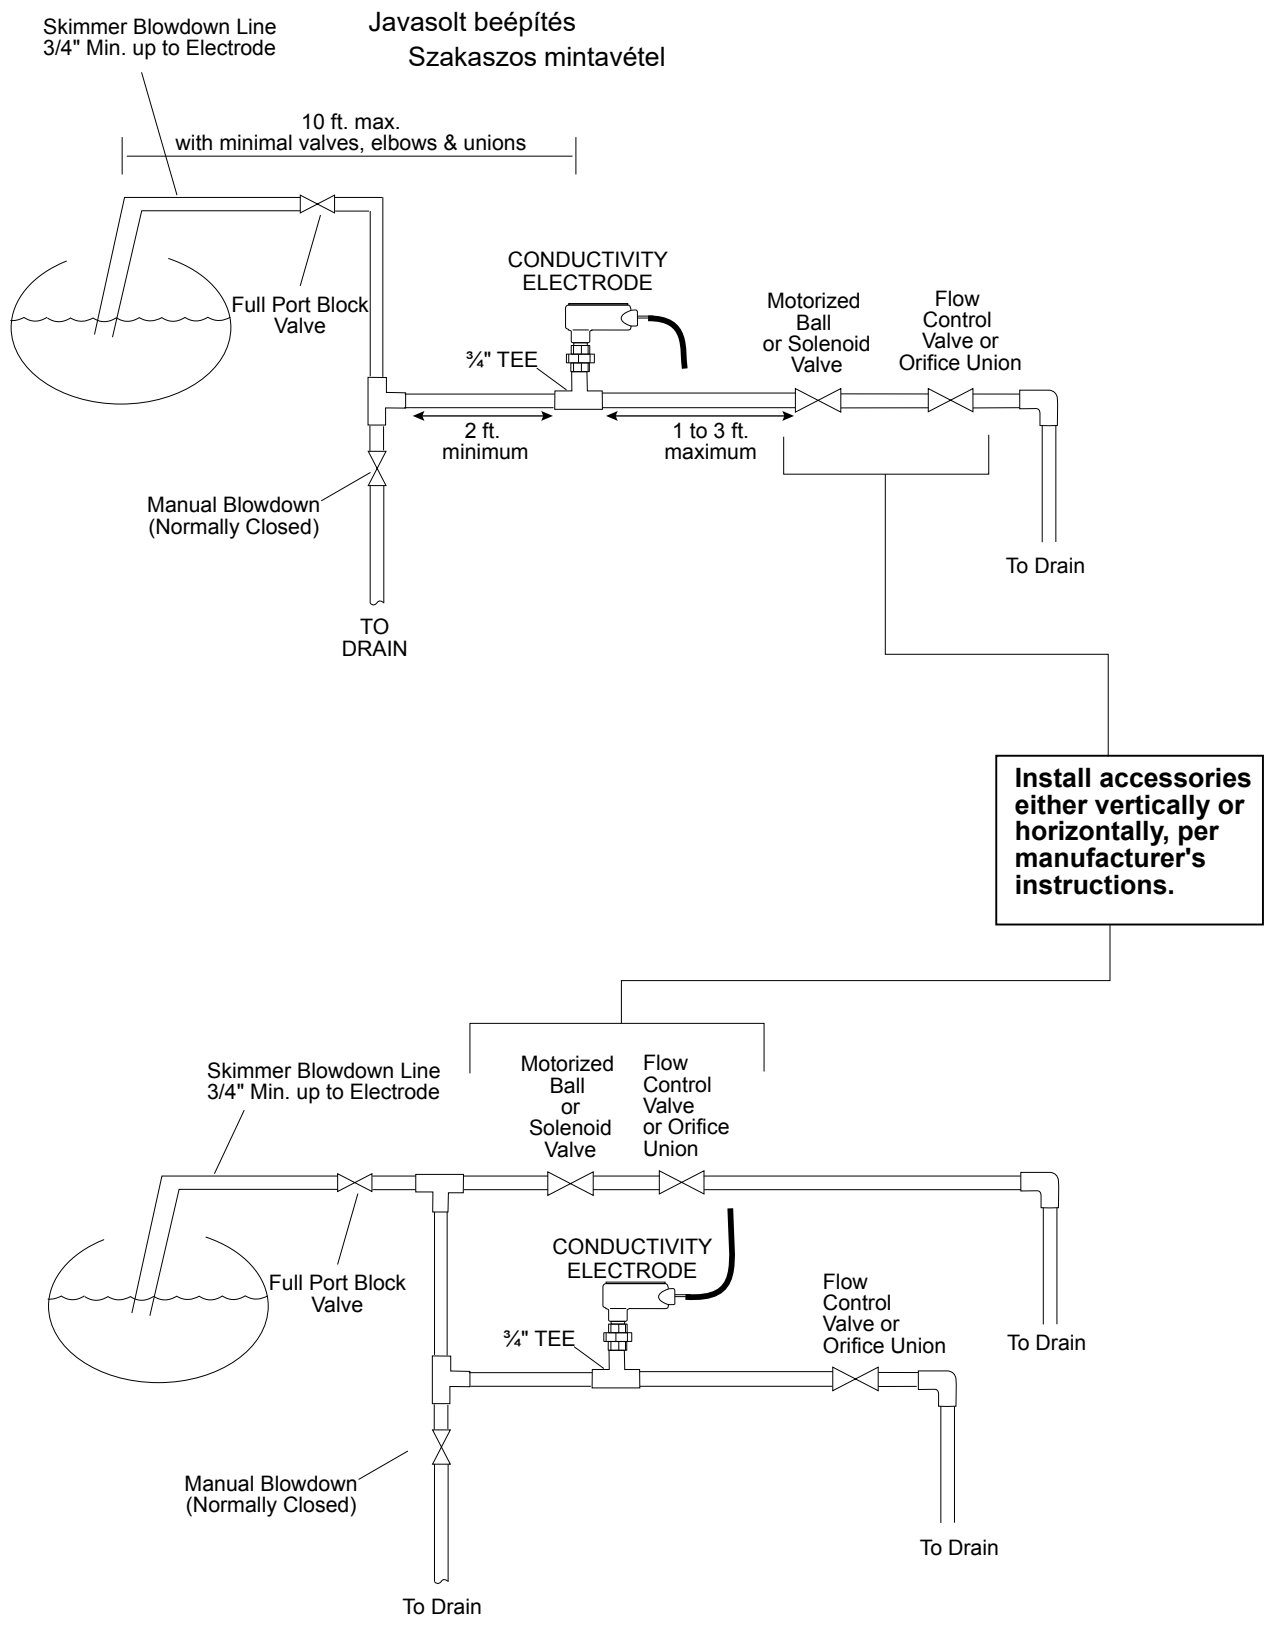 Javasolt beépítés
Szakaszos mintavétel
Skimmer Blowdown Line
3/4" Min. up to Electrode
10 ft. max.
with minimal valves, elbows & unions
Full Port Block
Valve
CONDUCTIVITY
ELECTRODE
¾" TEE
Motorized
Ball
or Solenoid
Valve
Flow
Control
Valve or
Orifice Union
2 ft.
minimum
1 to 3 ft.
maximum
Manual Blowdown
(Normally Closed)
To Drain
TO
DRAIN
Install accessories
either vertically or
horizontally, per
manufacturer's
instructions.
Skimmer Blowdown Line
3/4" Min. up to Electrode
Motorized
Ball
or
Solenoid
Valve
Flow
Control
Valve
or Orifice
Union
Full Port Block
Valve
CONDUCTIVITY
ELECTRODE
¾" TEE
Flow
Control
Valve or
Orifice Union
To Drain
Manual Blowdown
(Normally Closed)
To Drain
To Drain